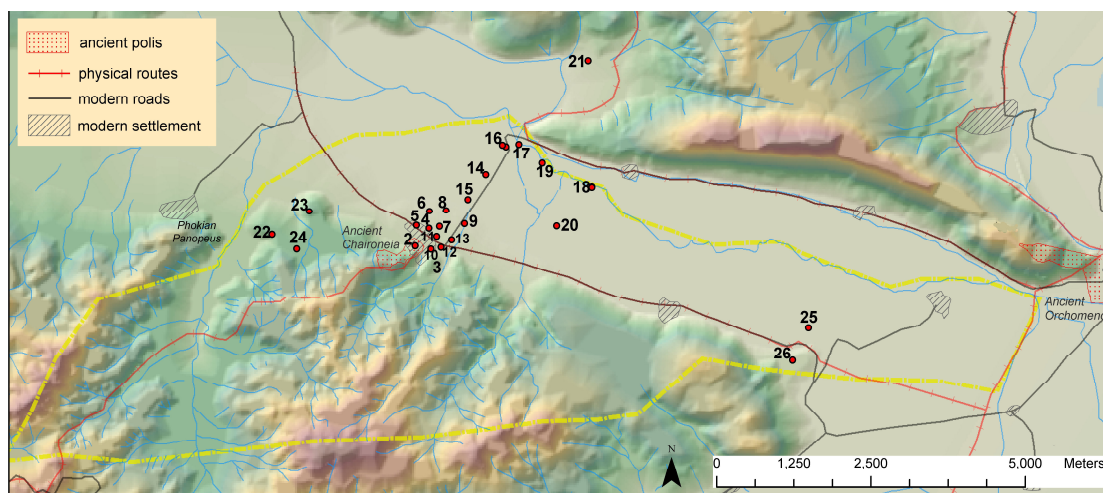 ancient polis
physical routes
modern roads
modern settlement
21
16
17
19
14
18
15
23
6
8
Phokian
Panopeus
22
24
Ancient
Chaironeia
5
4
7
9
20
2
11
13
10
12
3
Ancient
Orchomeno
25
26
N
0
1.250
2.500
5.000
Meters